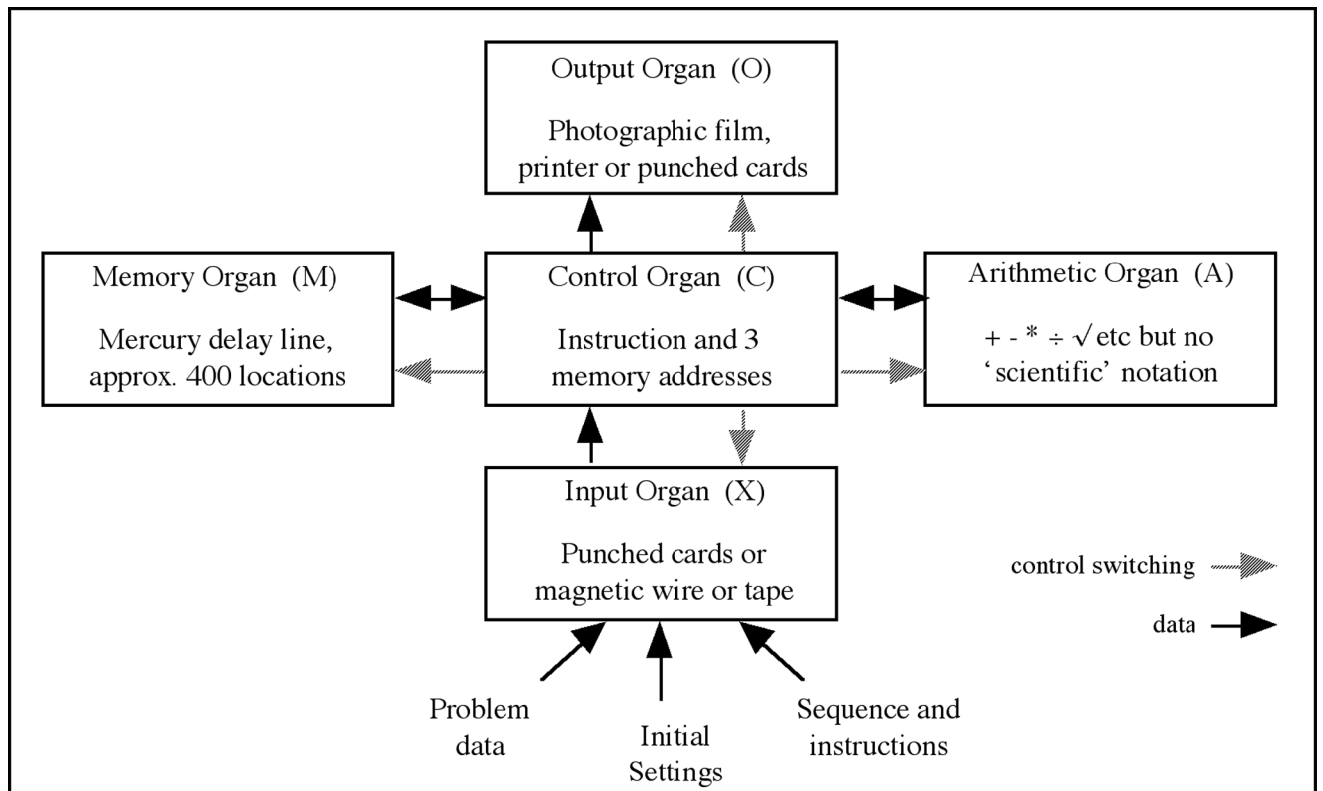 Output Organ (O)
Photographic film,
printer or punched cards
Memory Organ (M)
Mercury delay line,
approx. 400 locations
Control Organ (C)
Instruction and 3
memory addresses
Arithmetic Organ (A)
+ - * ÷ √ etc but no
‘scientific’ notation
Input Organ (X)
Punched cards or
magnetic wire or tape
control switching
data
Problem
data
Initial
Settings
Sequence and
instructions